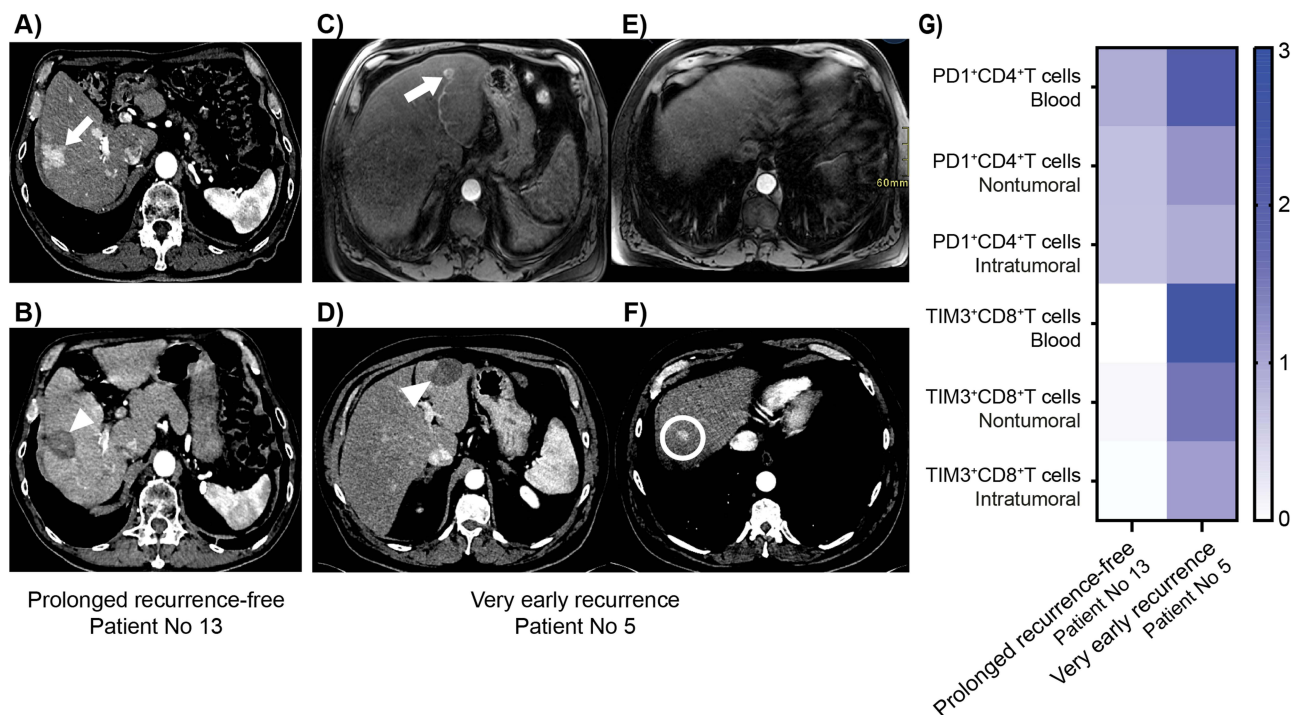 A)
C)
E)
G)
60mm
B)
D)
F)
Prolonged recurrence-free
Patient No 13
Very early recurrence
Patient No 5
PD1⁺CD4⁺T cells
Blood
PD1⁺CD4⁺T cells
Nontumoral
PD1⁺CD4⁺T cells
Intratumoral
TIM3⁺CD8⁺T cells
Blood
TIM3⁺CD8⁺T cells
Nontumoral
TIM3⁺CD8⁺T cells
Intratumoral
3
2
1
0
Prolonged recurrence-free
Patient No 13
Very early recurrence
Patient No 5